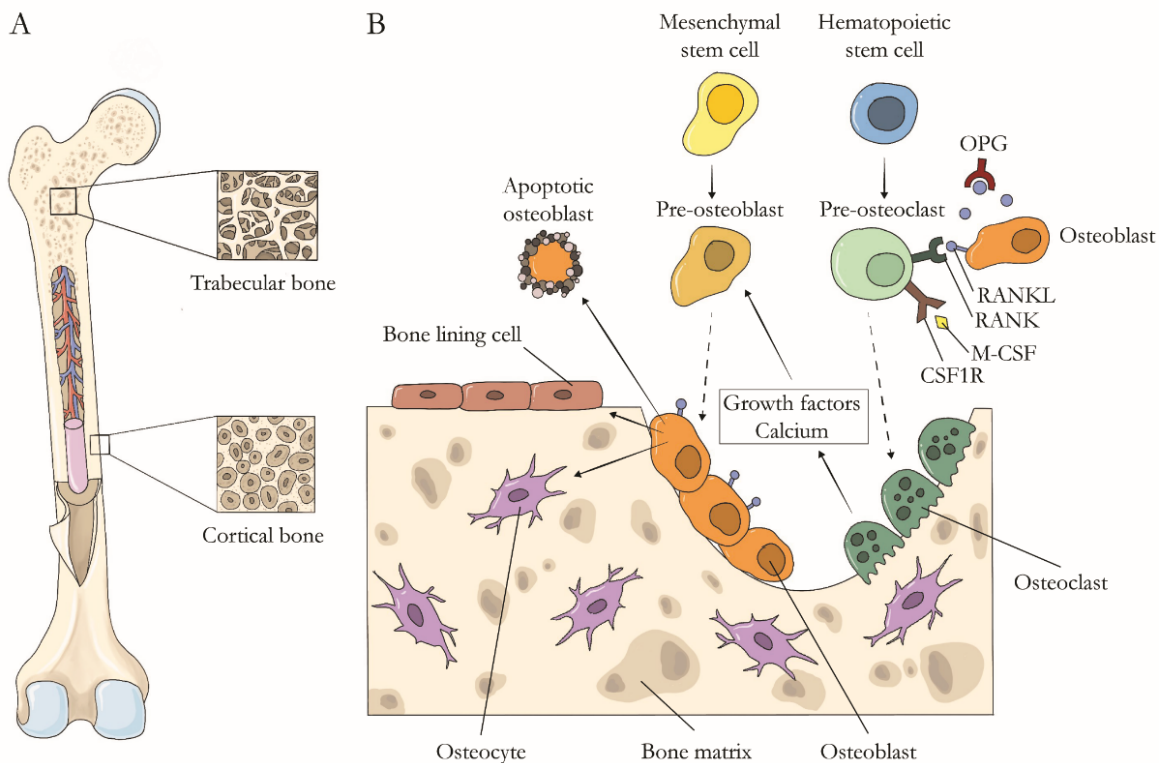 A
B
Mesenchymal
stem cell
Hematopoietic
stem cell
OPG
Apoptotic
osteoblast
Pre-osteoblast
Pre-osteoclast
Osteoblast
Trabecular bone
RANKL
RANK
M-CSF
CSF1R
Bone lining cell
Growth factors
Calcium
Cortical bone
Osteoclast
Osteocyte
Bone matrix
Osteoblast